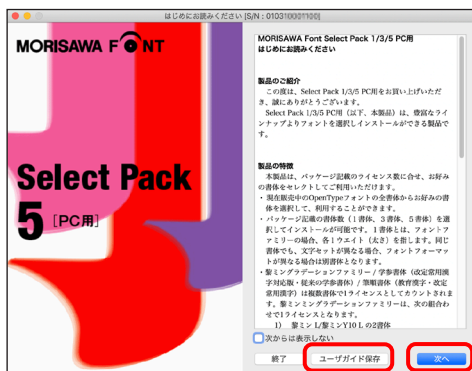 はじめにお読みください [S/N : 010310001100]
MORISAWA FONT
Select Pack
5 [PC用]
MORISAWA Font Select Pack 1/3/5 PC用
はじめにお読みください
製品のご紹介
この度は、Select Pack 1/3/5 PC用をお買い上げいただ
き、誠にありがとうございます。
Select Pack 1/3/5 PC用（以下、本製品）は、豊富なライ
ンナップよりフォントを選択しインストールができる製品で
す。
製品の特徴
本製品は、パッケージ記載のライセンス数に合せ、お好み
の書体をセレクトしてご利用いただけます。
・現在販売中のOpenTypeフォントの全書体からお好みの書
体を選択して、利用することができます。
・パッケージ記載の書体数（1書体、3書体、5書体）を選
択してインストールが可能です。1書体とは、フォントファ
ミリーの場合、各1ウエイト（太さ）を指します。同じ
書体でも、文字セットが異なる場合、フォントフォーマッ
トが異なる場合は別書体となります。
・黎ミングラデーションファミリー / 学参書体（改定常用漢
字対応版・従来の学参書体）/ 筆順書体（教育漢字・改定
常用漢字）は複数書体で1ライセンスとしてカウントされま
す。黎ミングラデーションファミリーは、次の組合わ
せで1ライセンスとなります。
1) 黎ミン L/黎ミンY10 L の2書体
次からは表示しない
終了
ユーザガイド保存
次へ